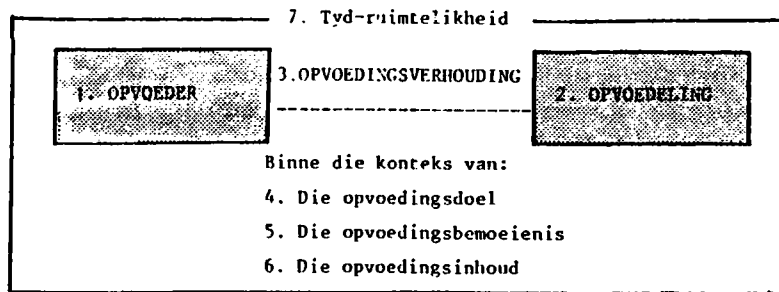 7. Tyd-ruimtelikheid
1. OPVOEDER
3.OPVOEDINGSVERHOUDING
2. OPVOEDELING
Binne die konteks van:
4. Die opvoedingsdoel
5. Die opvoedingsbemoeienis
6. Die opvoedingsinhoud